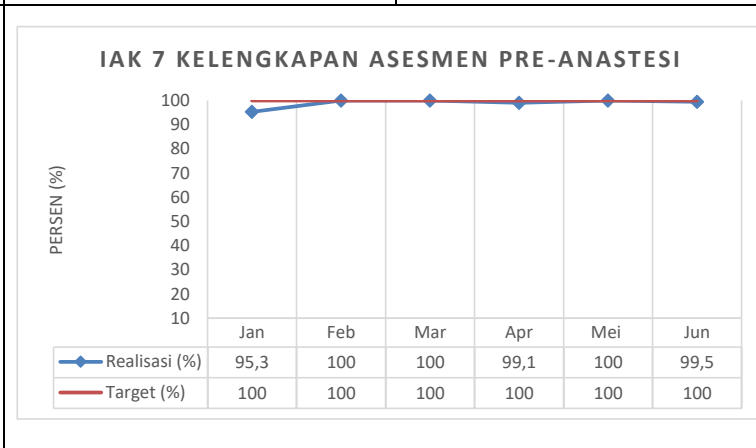 IAK 7 KELENGKAPAN ASESMEN PRE-ANASTESI
PERSEN (%)
100
90
80
70
60
50
40
30
20
10
Jan Feb Mar Apr Mei Jun
Realisasi (%) 95,3 100 100 99,1 100 99,5
Target (%) 100 100 100 100 100 100